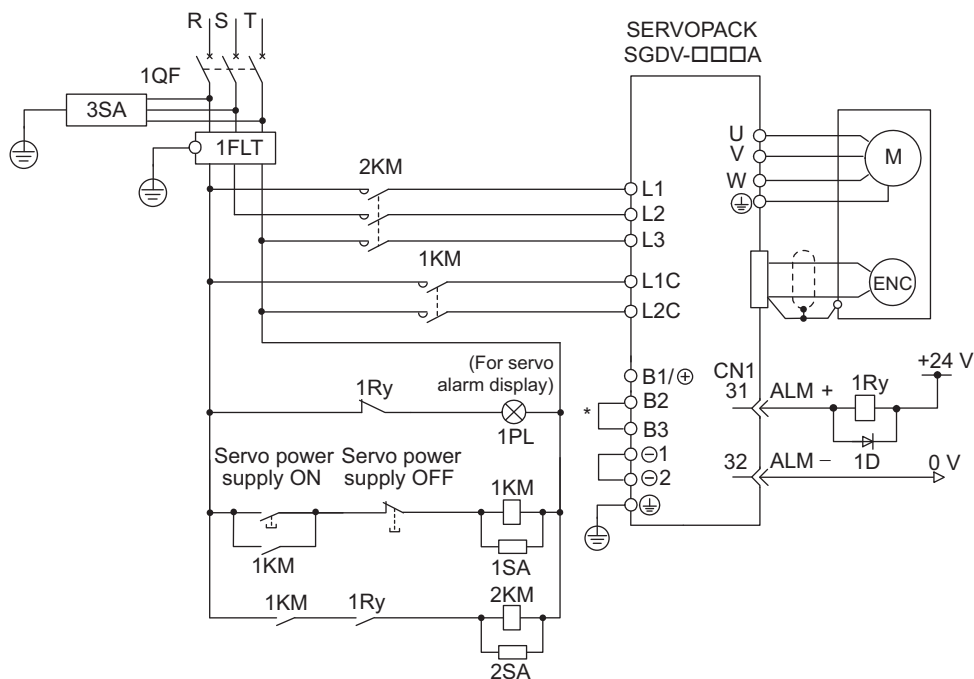 R S T
SERVOPACK
SGDV-□□□A
1QF
3SA
1FLT
2KM
U
V
W
M
L1
L2
L3
1KM
L1C
L2C
ENC
(For servo
alarm display)
1Ry
1PL
B1/⊕
B2
*
B3
⊖1
⊖2
CN1
31
ALM +
1Ry
+24 V
1D
32
ALM −
0 V
Servo power
supply ON
Servo power
supply OFF
1KM
1KM
1SA
1KM
1Ry
2KM
2SA